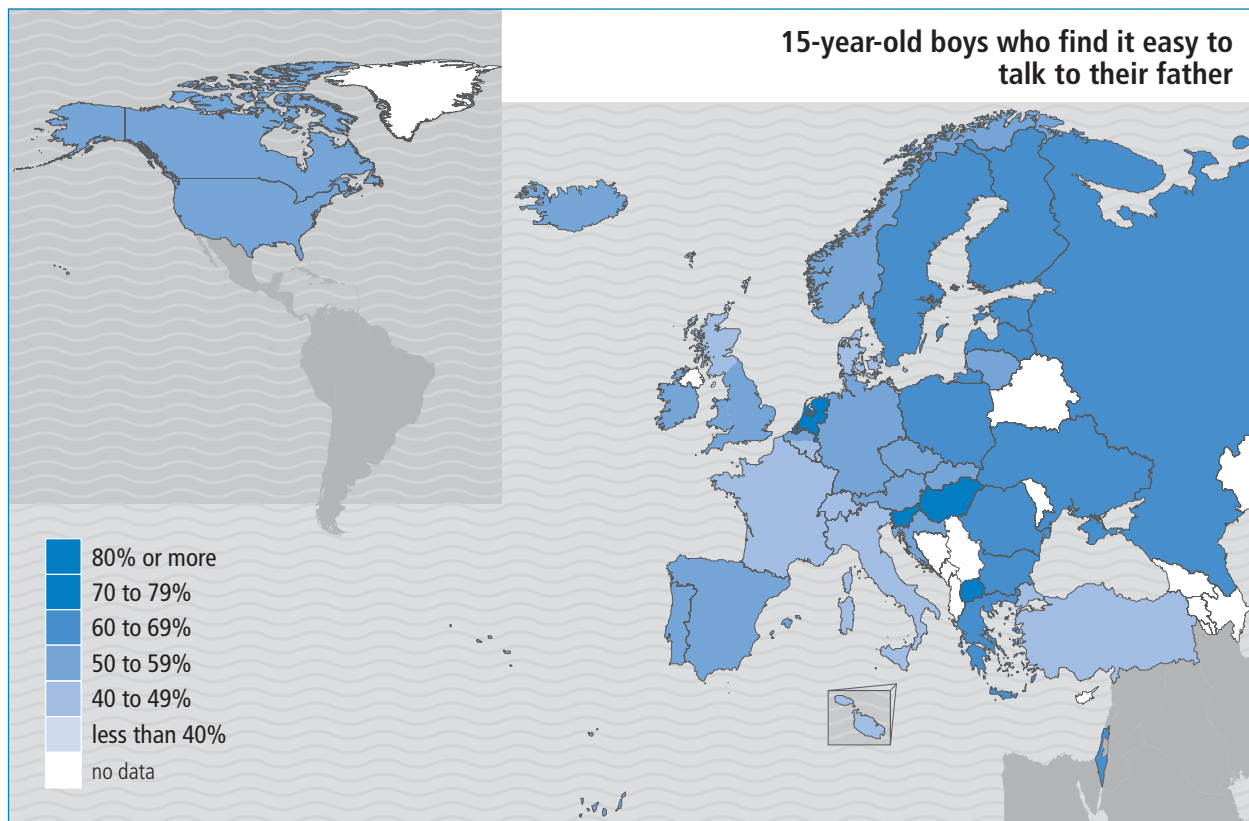 15-year-old boys who find it easy to
talk to their father
80% or more
70 to 79%
60 to 69%
50 to 59%
40 to 49%
less than 40%
no data